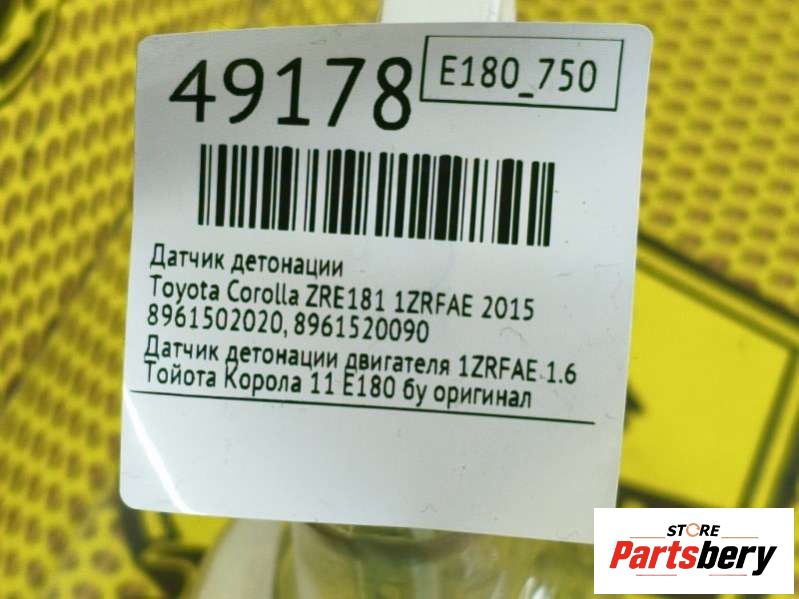 49178
E180_750
Датчик детонации
Toyota Corolla ZRE181 1ZRFAE 2015
8961502020, 8961520090
Датчик детонации двигателя 1ZRFAE 1.6
Тойота Корола 11 E180 бу оригинал
STORE
Partsbery